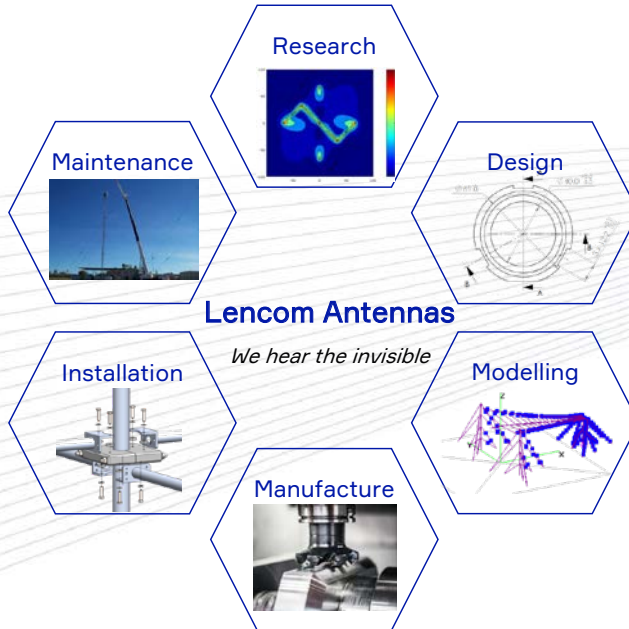 Research
Maintenance
Design
Lencom Antennas
We hear the invisible
Installation
Modelling
Manufacture
Z
Y
X
B
B
A